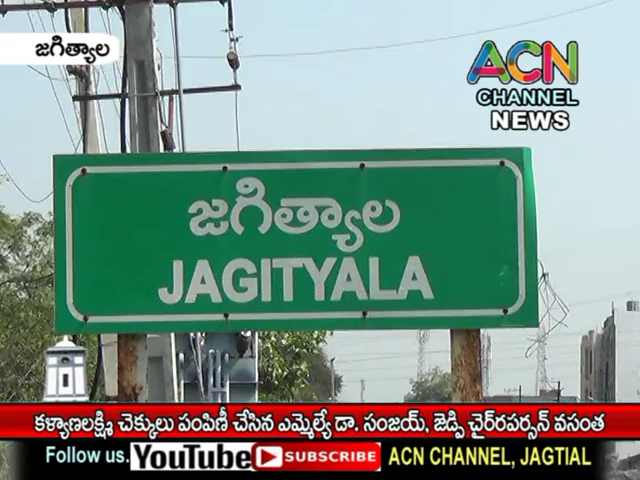 జగిత్యాల
ACN
CHANNEL
NEWS
జగిత్యాల
JAGITYALA
కళ్యాణలక్ష్మి చెక్కులు పంపిణీ చేసిన ఎమ్మెల్యే డా. సంజయ్, జెడ్పి చైర్‌రపర్సన్ వసంత
Follow us. YouTube SUBSCRIBE ACN CHANNEL, JAGTIAL